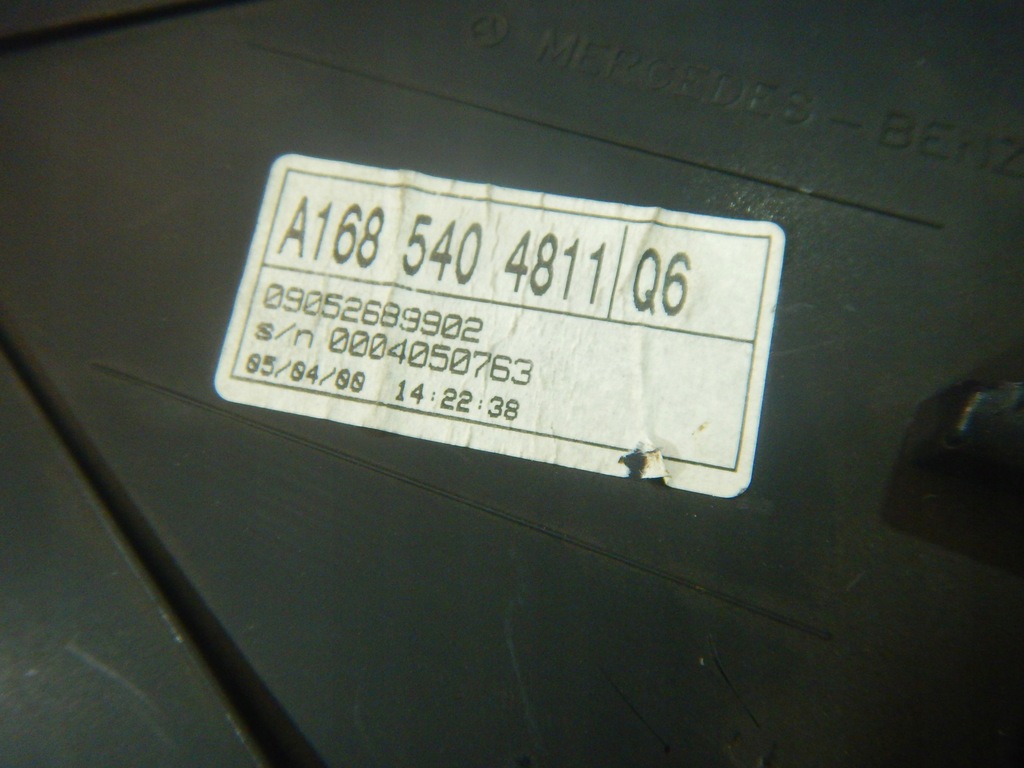 MERCEDES-BENZ
A168 540 4811 Q6
09052689902
s/n 0004050763
05/04/00 14:22:38